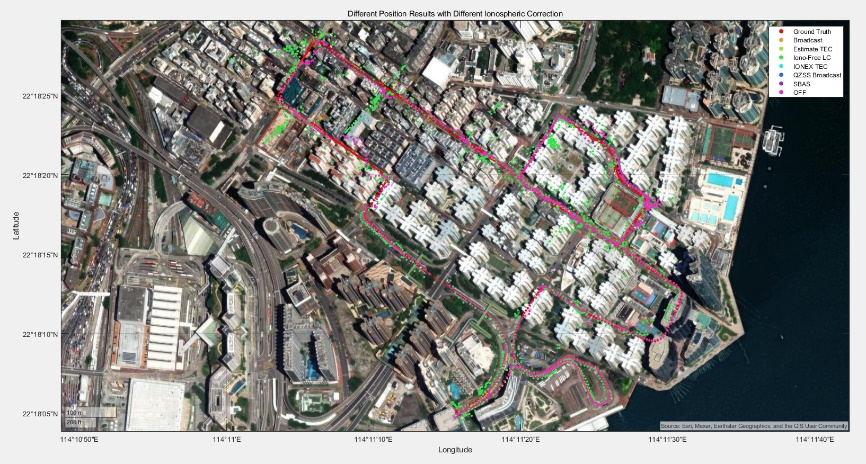 Different Position Results with Different Ionospheric Correction
Ground Truth
Broadcast
Estimate TEC
Iono-Free LC
IONEX TEC
QZSS Broadcast
SBAS
OFF
22°18'25"N
22°18'20"N
22°18'15"N
22°18'10"N
22°18'05"N
Latitude
100 m
200 ft
Source: Esri, Maxar, Earthstar Geographics, and the GIS User Community
114°10'50"E
114°11'E
114°11'10"E
114°11'20"E
114°11'30"E
114°11'40"E
Longitude